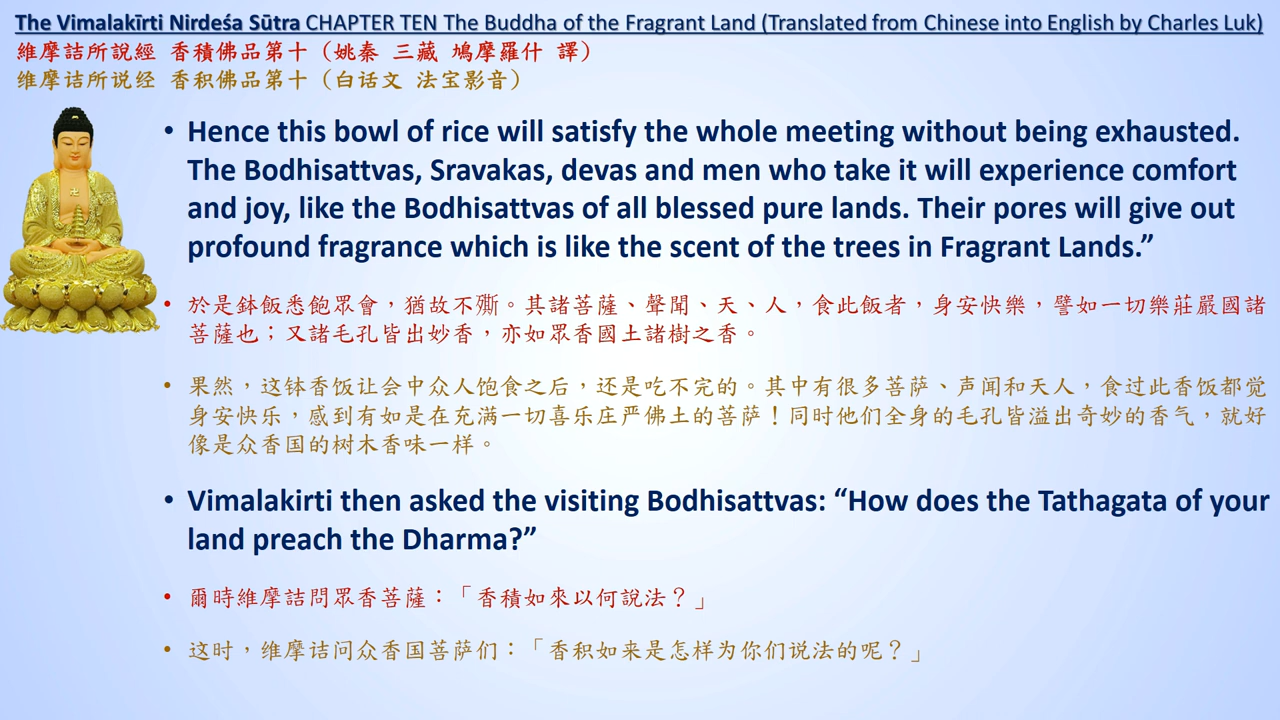 The Vimalakīrti Nirdeśa Sūtra CHAPTER TEN The Buddha of the Fragrant Land (Translated from Chinese into English by Charles Luk)
維摩詰所說經 香積佛品第十（姚秦 三藏 鳩摩羅什 譯）
维摩诘所说经 香积佛品第十（白话文 法宝影音）
• Hence this bowl of rice will satisfy the whole meeting without being exhausted.
The Bodhisattvas, Sravakas, devas and men who take it will experience comfort
and joy, like the Bodhisattvas of all blessed pure lands. Their pores will give out
profound fragrance which is like the scent of the trees in Fragrant Lands.”
• 於是鉢飯悉飽眾會，猶故不㒋。其諸菩薩、聲聞、天、人，食此飯者，身安快樂，譬如一切樂莊嚴國諸
菩薩也；又諸毛孔皆出妙香，亦如眾香國土諸樹之香。
• 果然，这钵香饭让会中众人饱食之后，还是吃不完的。其中有很多菩萨、声闻和天人，食过此香饭都觉
身安快乐，感到有如是在充满一切喜乐庄严佛土的菩萨！同时他们全身的毛孔皆溢出奇妙的香气，就好
像是众香国的树木香味一样。
• Vimalakirti then asked the visiting Bodhisattvas: “How does the Tathagata of your
land preach the Dharma?”
• 爾時維摩詰問眾香菩薩：「香積如來以何說法？」
• 这时，维摩诘问众香国菩萨们：「香积如来是怎样为你们说法的呢？」